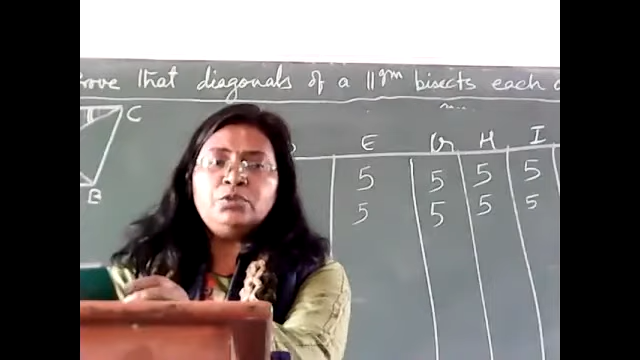 rove that diagonals of a ||gm bisects each o
C
E G H I
5 5 5 5
B
5 5 5 5